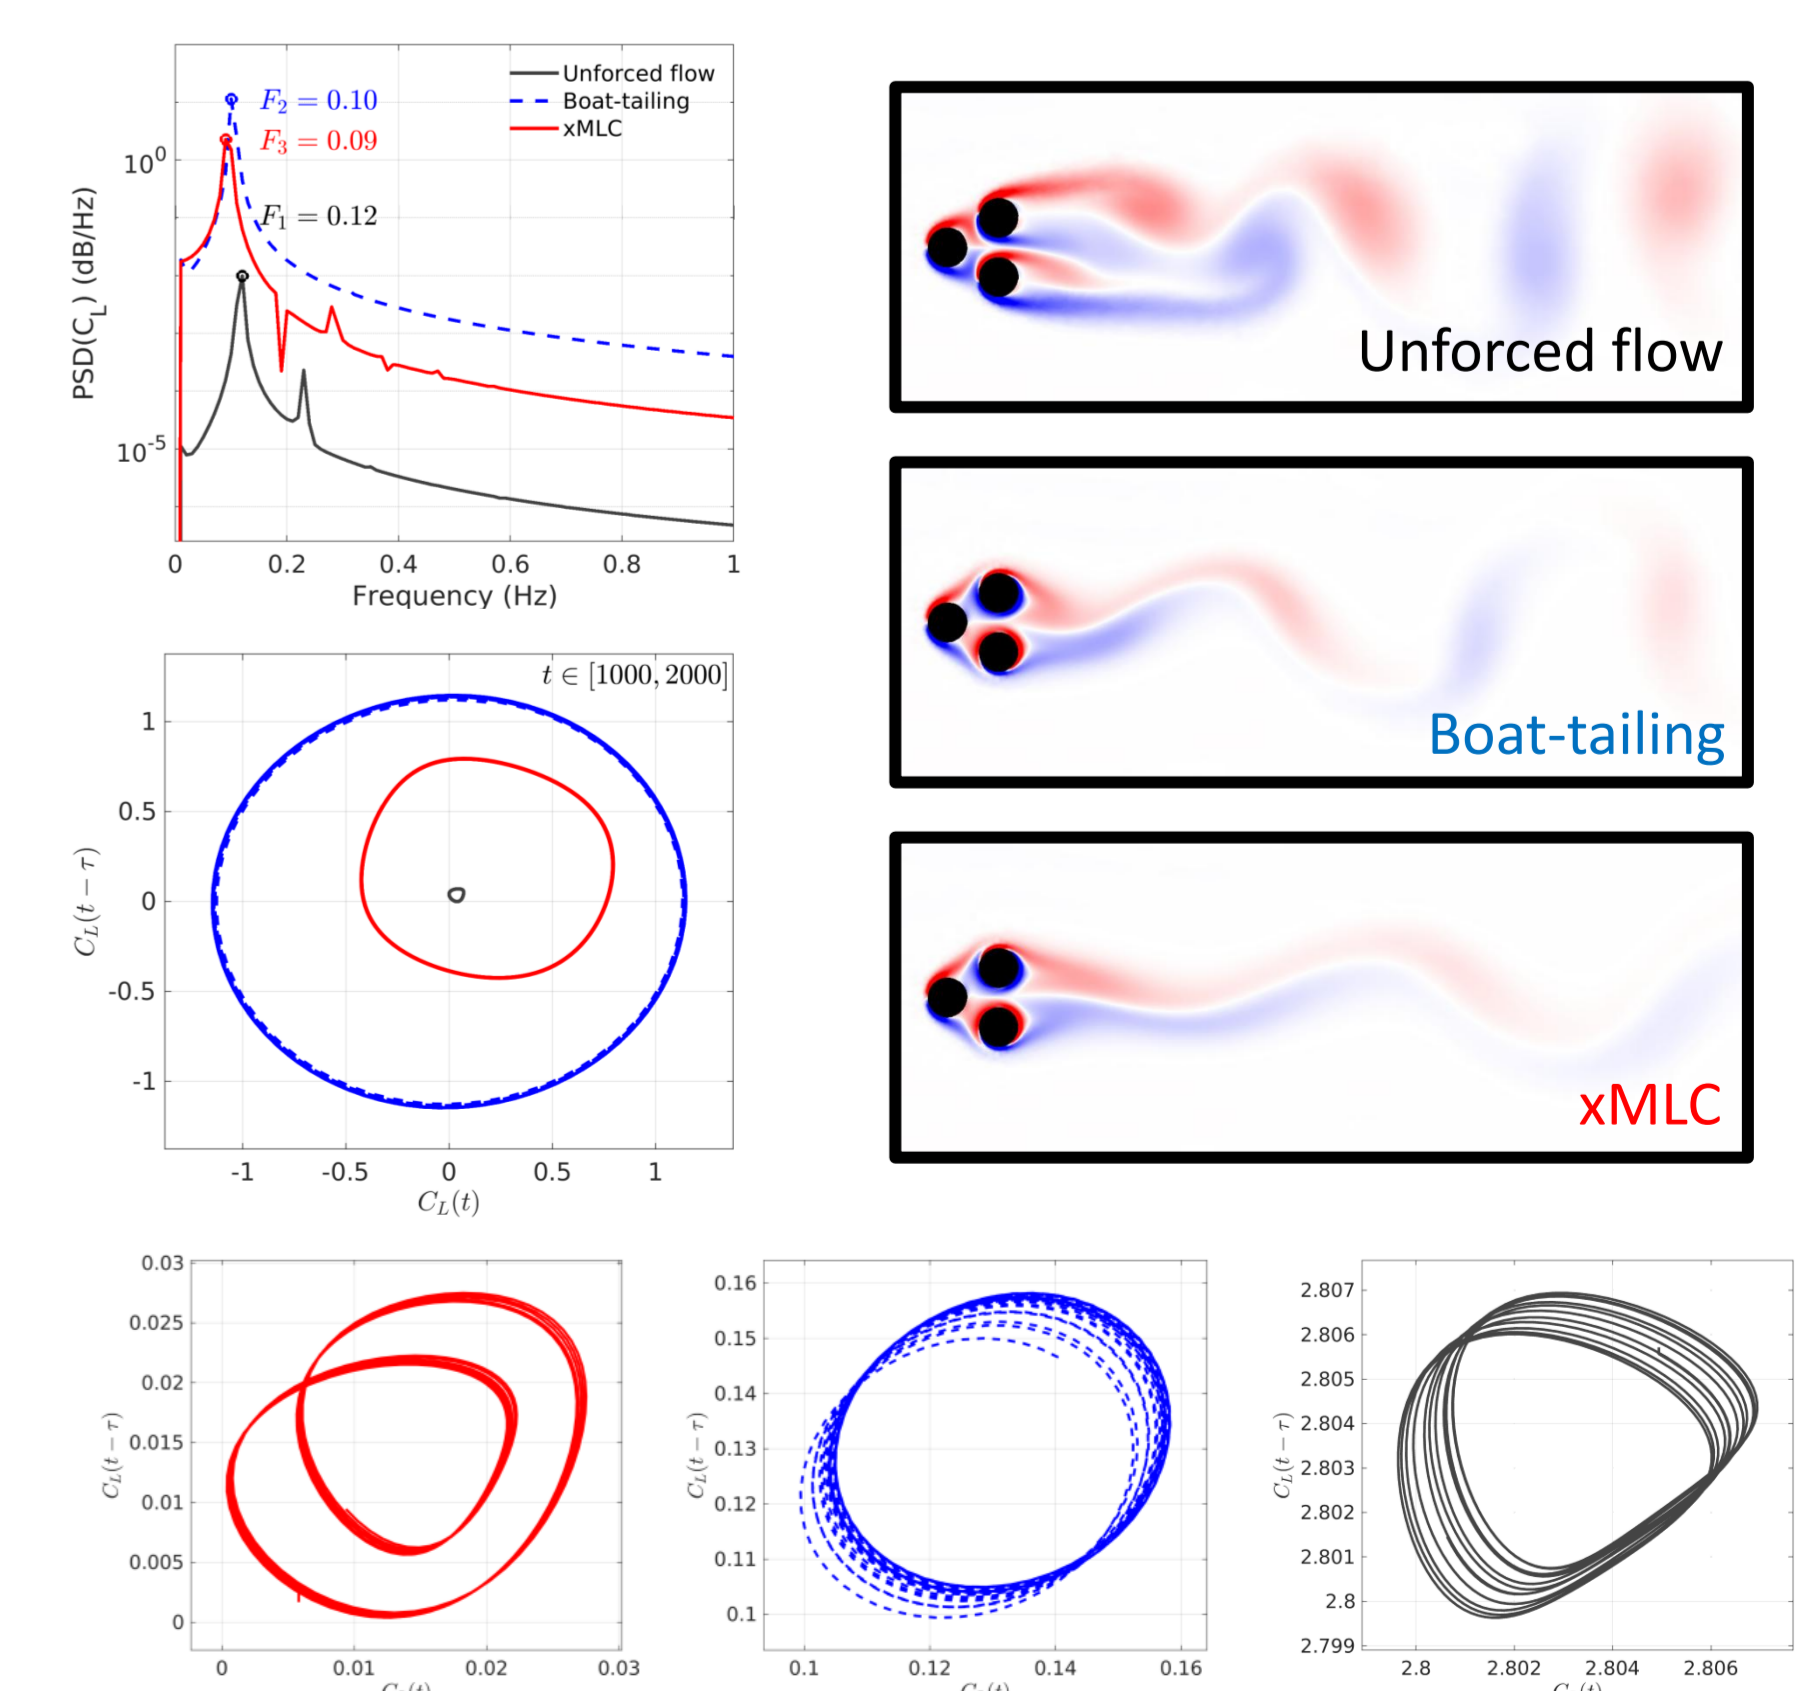 Unforced flow
Boat-tailing
xMLC
F₂ = 0.10
F₃ = 0.09
F₁ = 0.12
10⁰
10⁻⁵
PSD(C_L) (dB/Hz)
0 0.2 0.4 0.6 0.8 1
Frequency (Hz)
Unforced flow
Boat-tailing
xMLC
t ∈ [1000, 2000]
1
0.5
0
-0.5
-1
C_L(t − τ)
-1 -0.5 0 0.5 1
C_L(t)
0.03
0.025
0.02
0.015
0.01
0.005
0
C_L(t − τ)
0 0.01 0.02 0.03
0.16
0.15
0.14
0.13
0.12
0.11
0.1
C_L(t − τ)
0.1 0.12 0.14 0.16
2.807
2.806
2.805
2.804
2.803
2.802
2.801
2.8
2.799
C_L(t − τ)
2.8 2.802 2.804 2.806